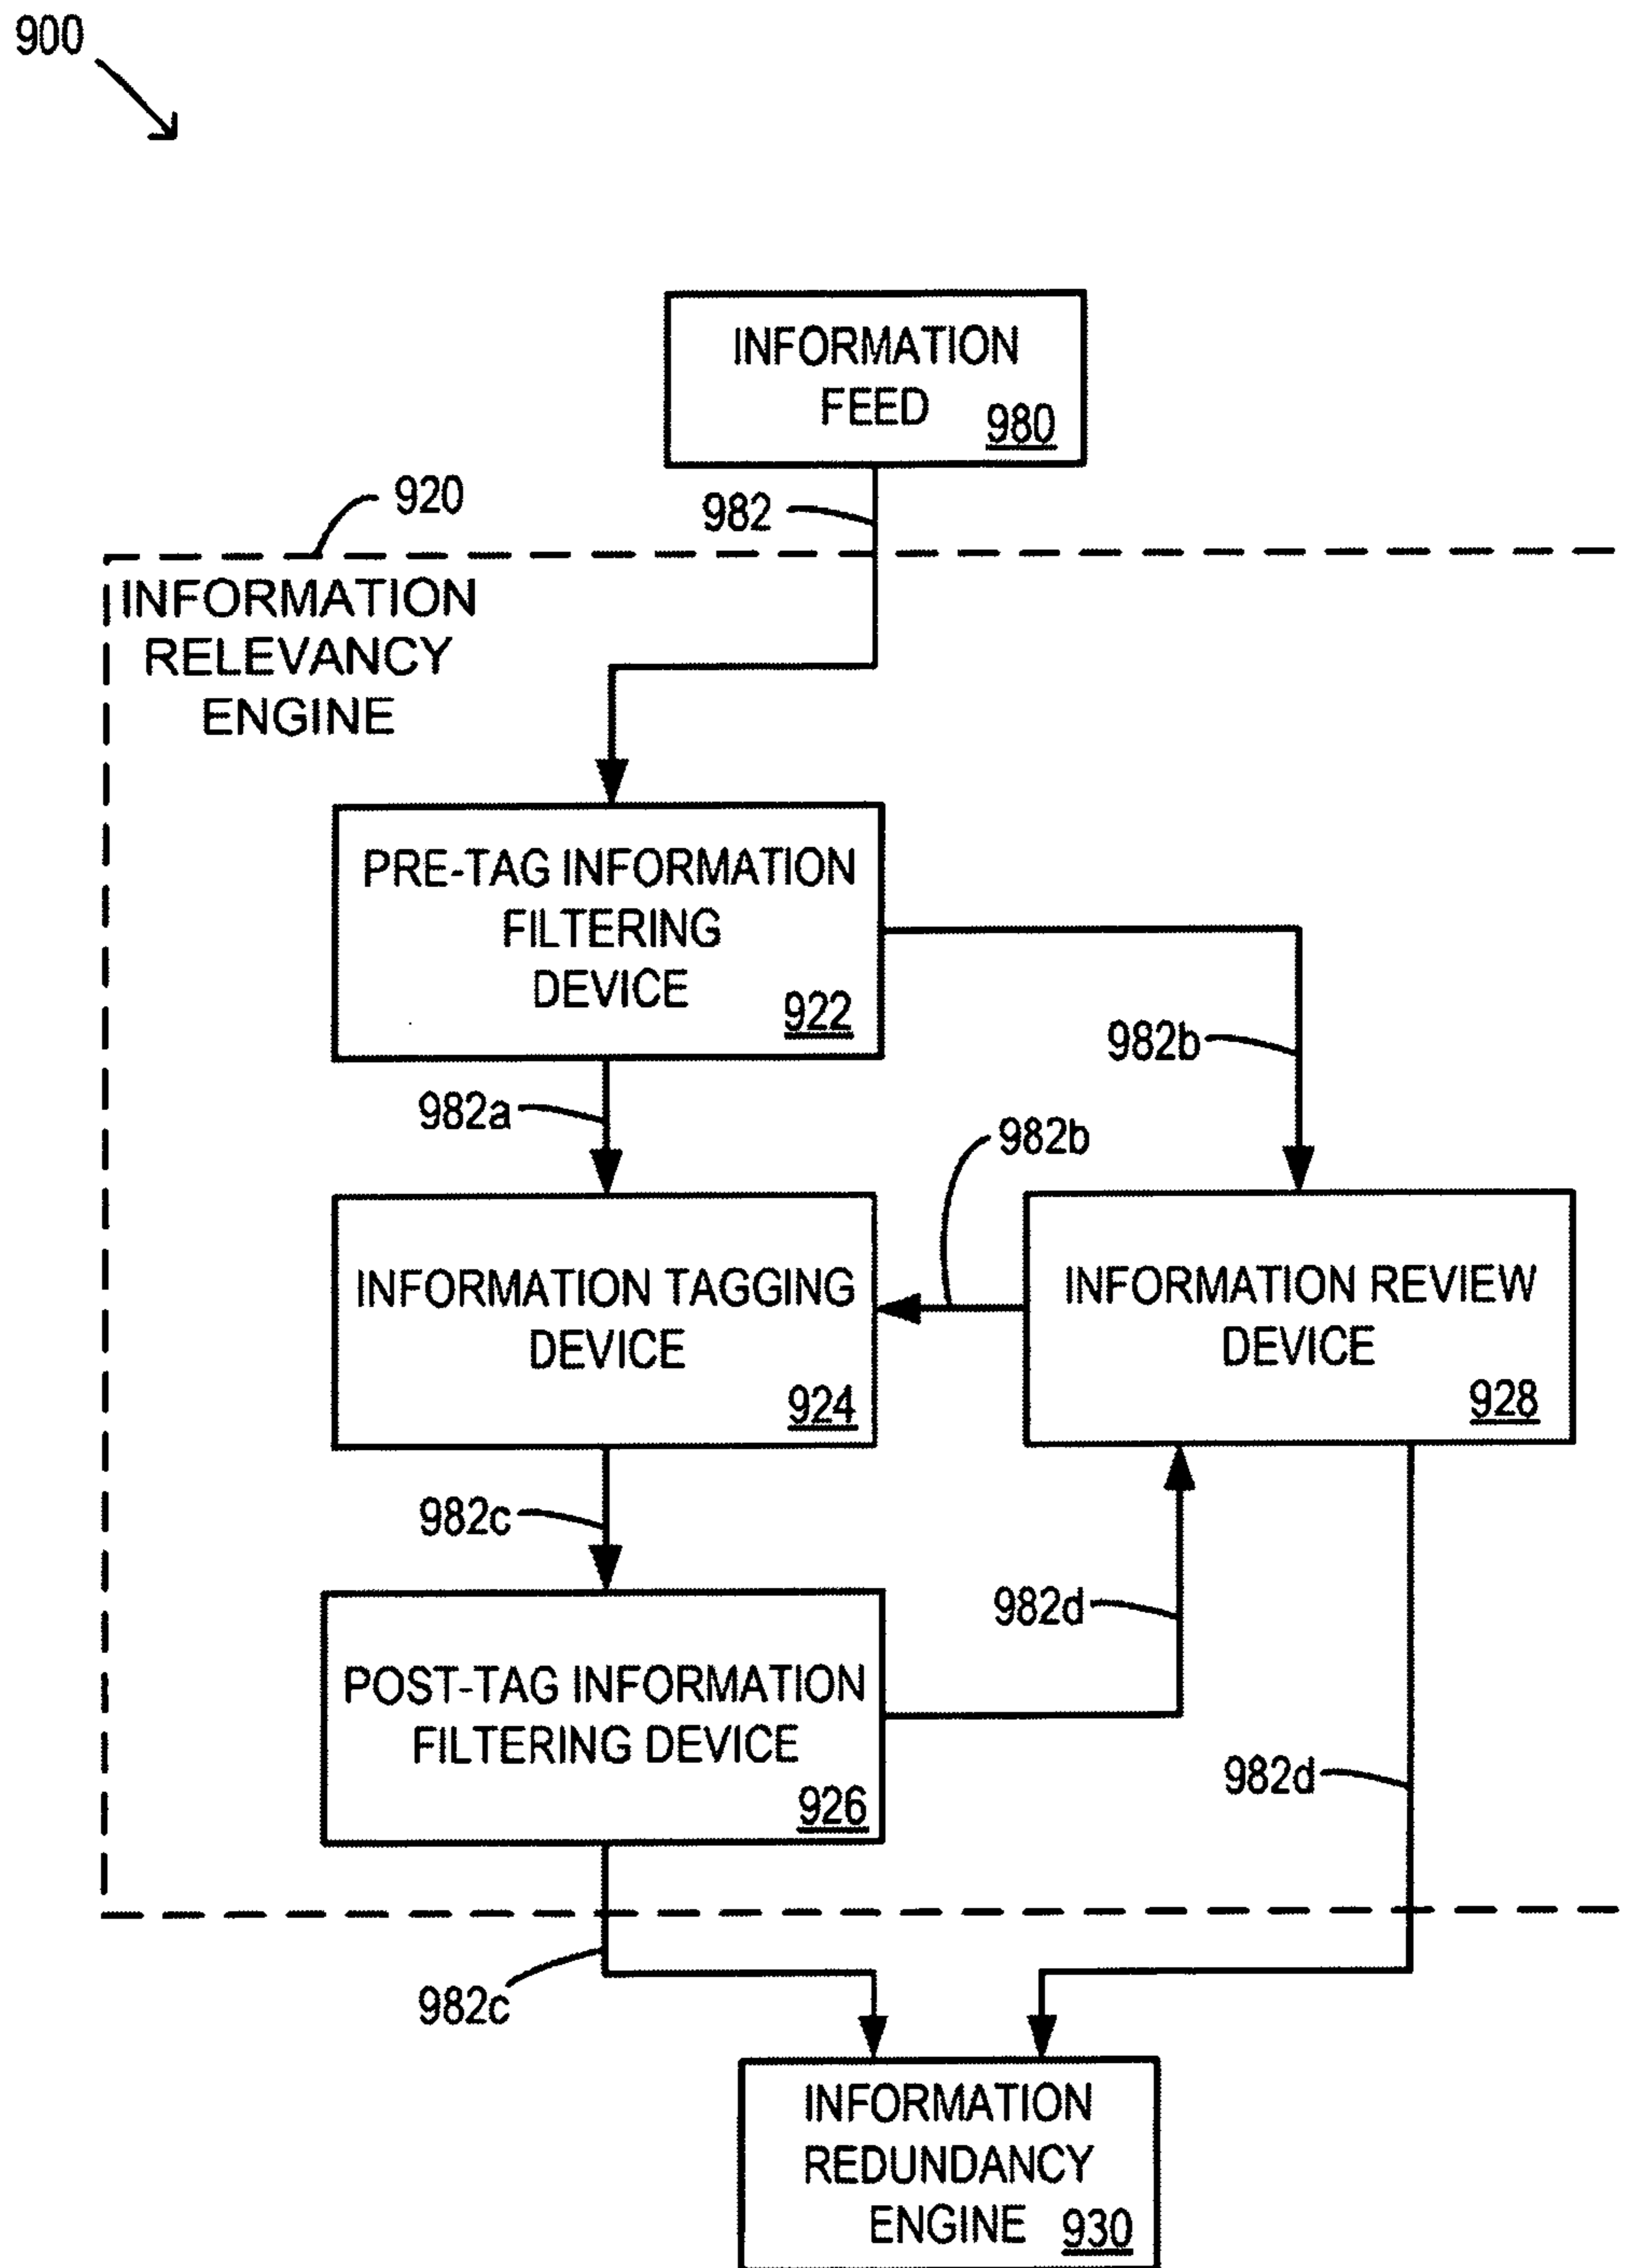 900
INFORMATION
FEED
980
920
982
INFORMATION
RELEVANCY
ENGINE
PRE-TAG INFORMATION
FILTERING
DEVICE
922
982b
982a
982b
INFORMATION TAGGING
DEVICE
924
INFORMATION REVIEW
DEVICE
928
982c
982d
POST-TAG INFORMATION
FILTERING DEVICE
926
982d
982c
INFORMATION
REDUNDANCY
ENGINE 930